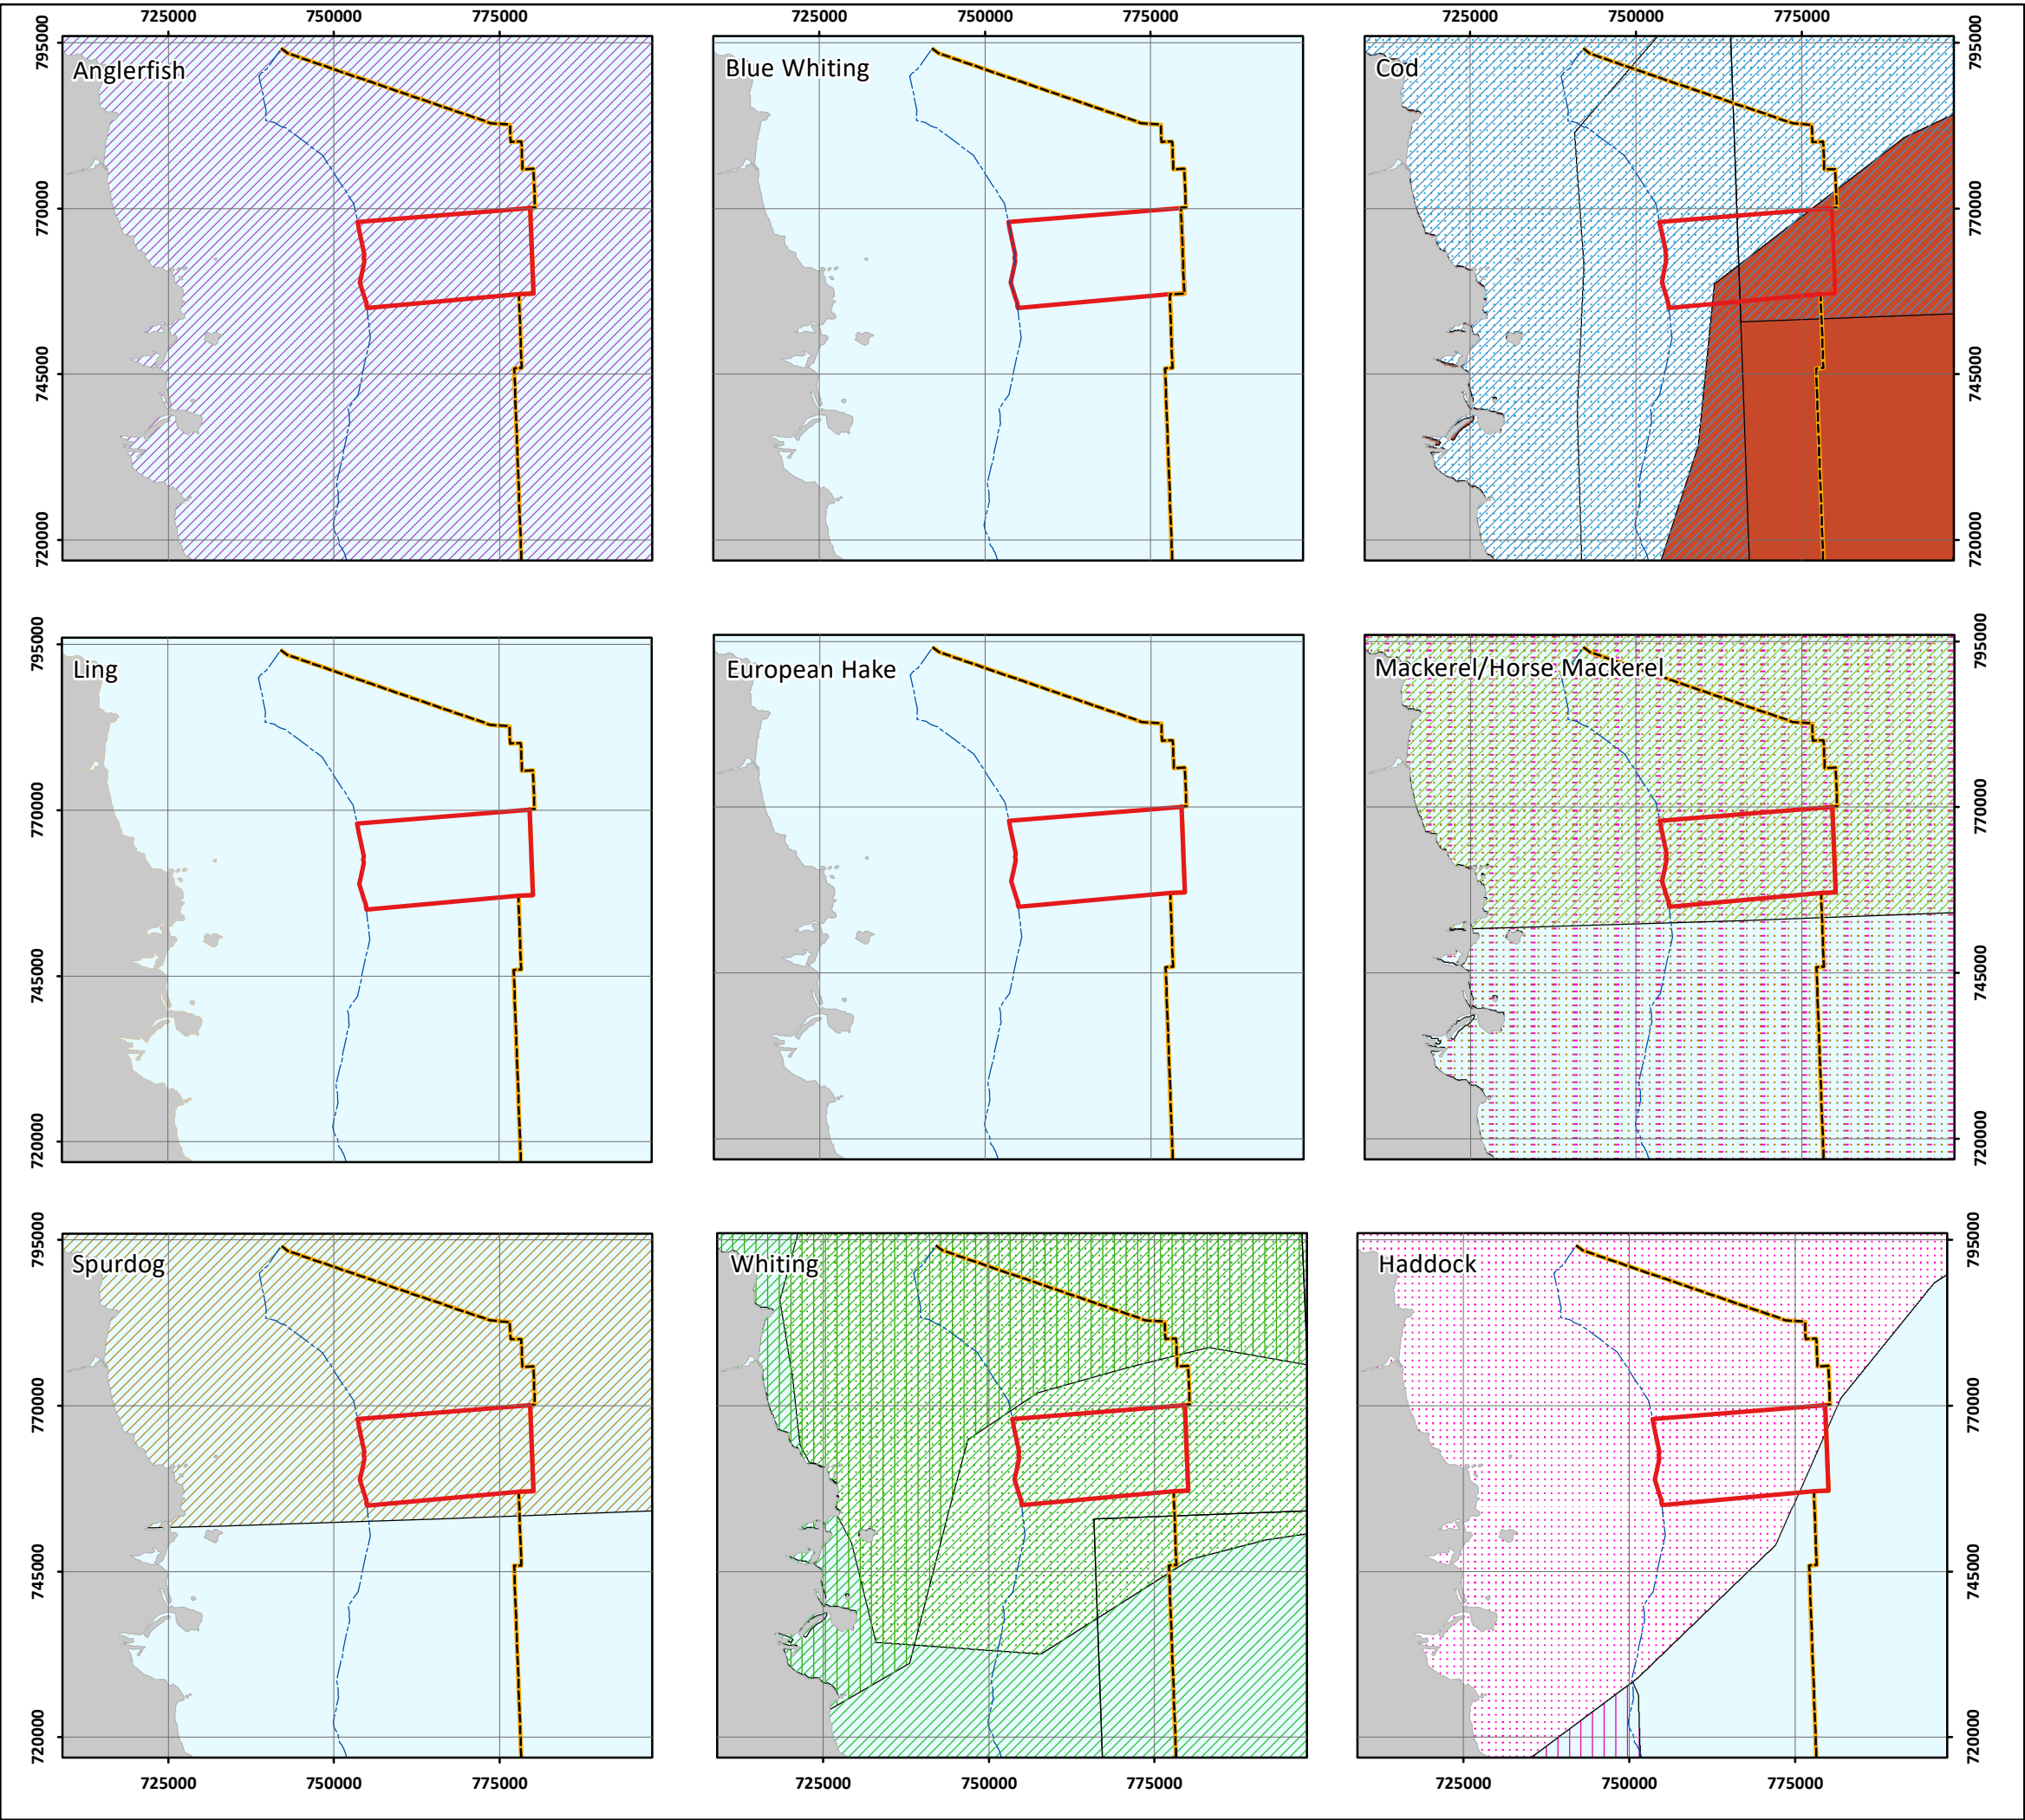 725000 750000 775000 725000 750000 775000 725000 750000 775000
795000 Anglerfish Blue Whiting Cod 795000
770000 770000
745000 745000
720000 720000
795000 Ling European Hake Mackerel/Horse Mackerel 795000
770000 770000
745000 745000
720000 720000
795000 Spurdog Whiting Haddock 795000
770000 770000
745000 745000
720000 720000
725000 750000 775000 725000 750000 775000 725000 750000 775000